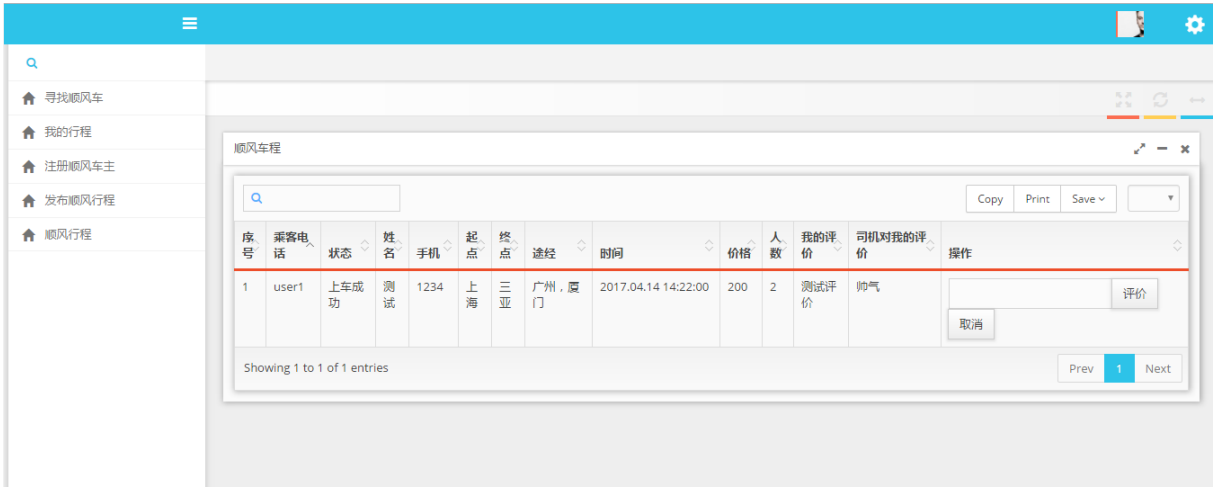 寻找顺风车
我的行程
注册顺风车主
发布顺风行程
顺风行程
顺风车程
Copy Print Save
序号 乘客电话 状态 姓名 手机 起点 终点 途经 时间 价格 人数 我的评价 司机对我的评价 操作
1 user1 上车成功 测试 1234 上海 三亚 广州，厦门 2017.04.14 14:22:00 200 2 测试评价 帅气 评价
取消
Showing 1 to 1 of 1 entries
Prev 1 Next